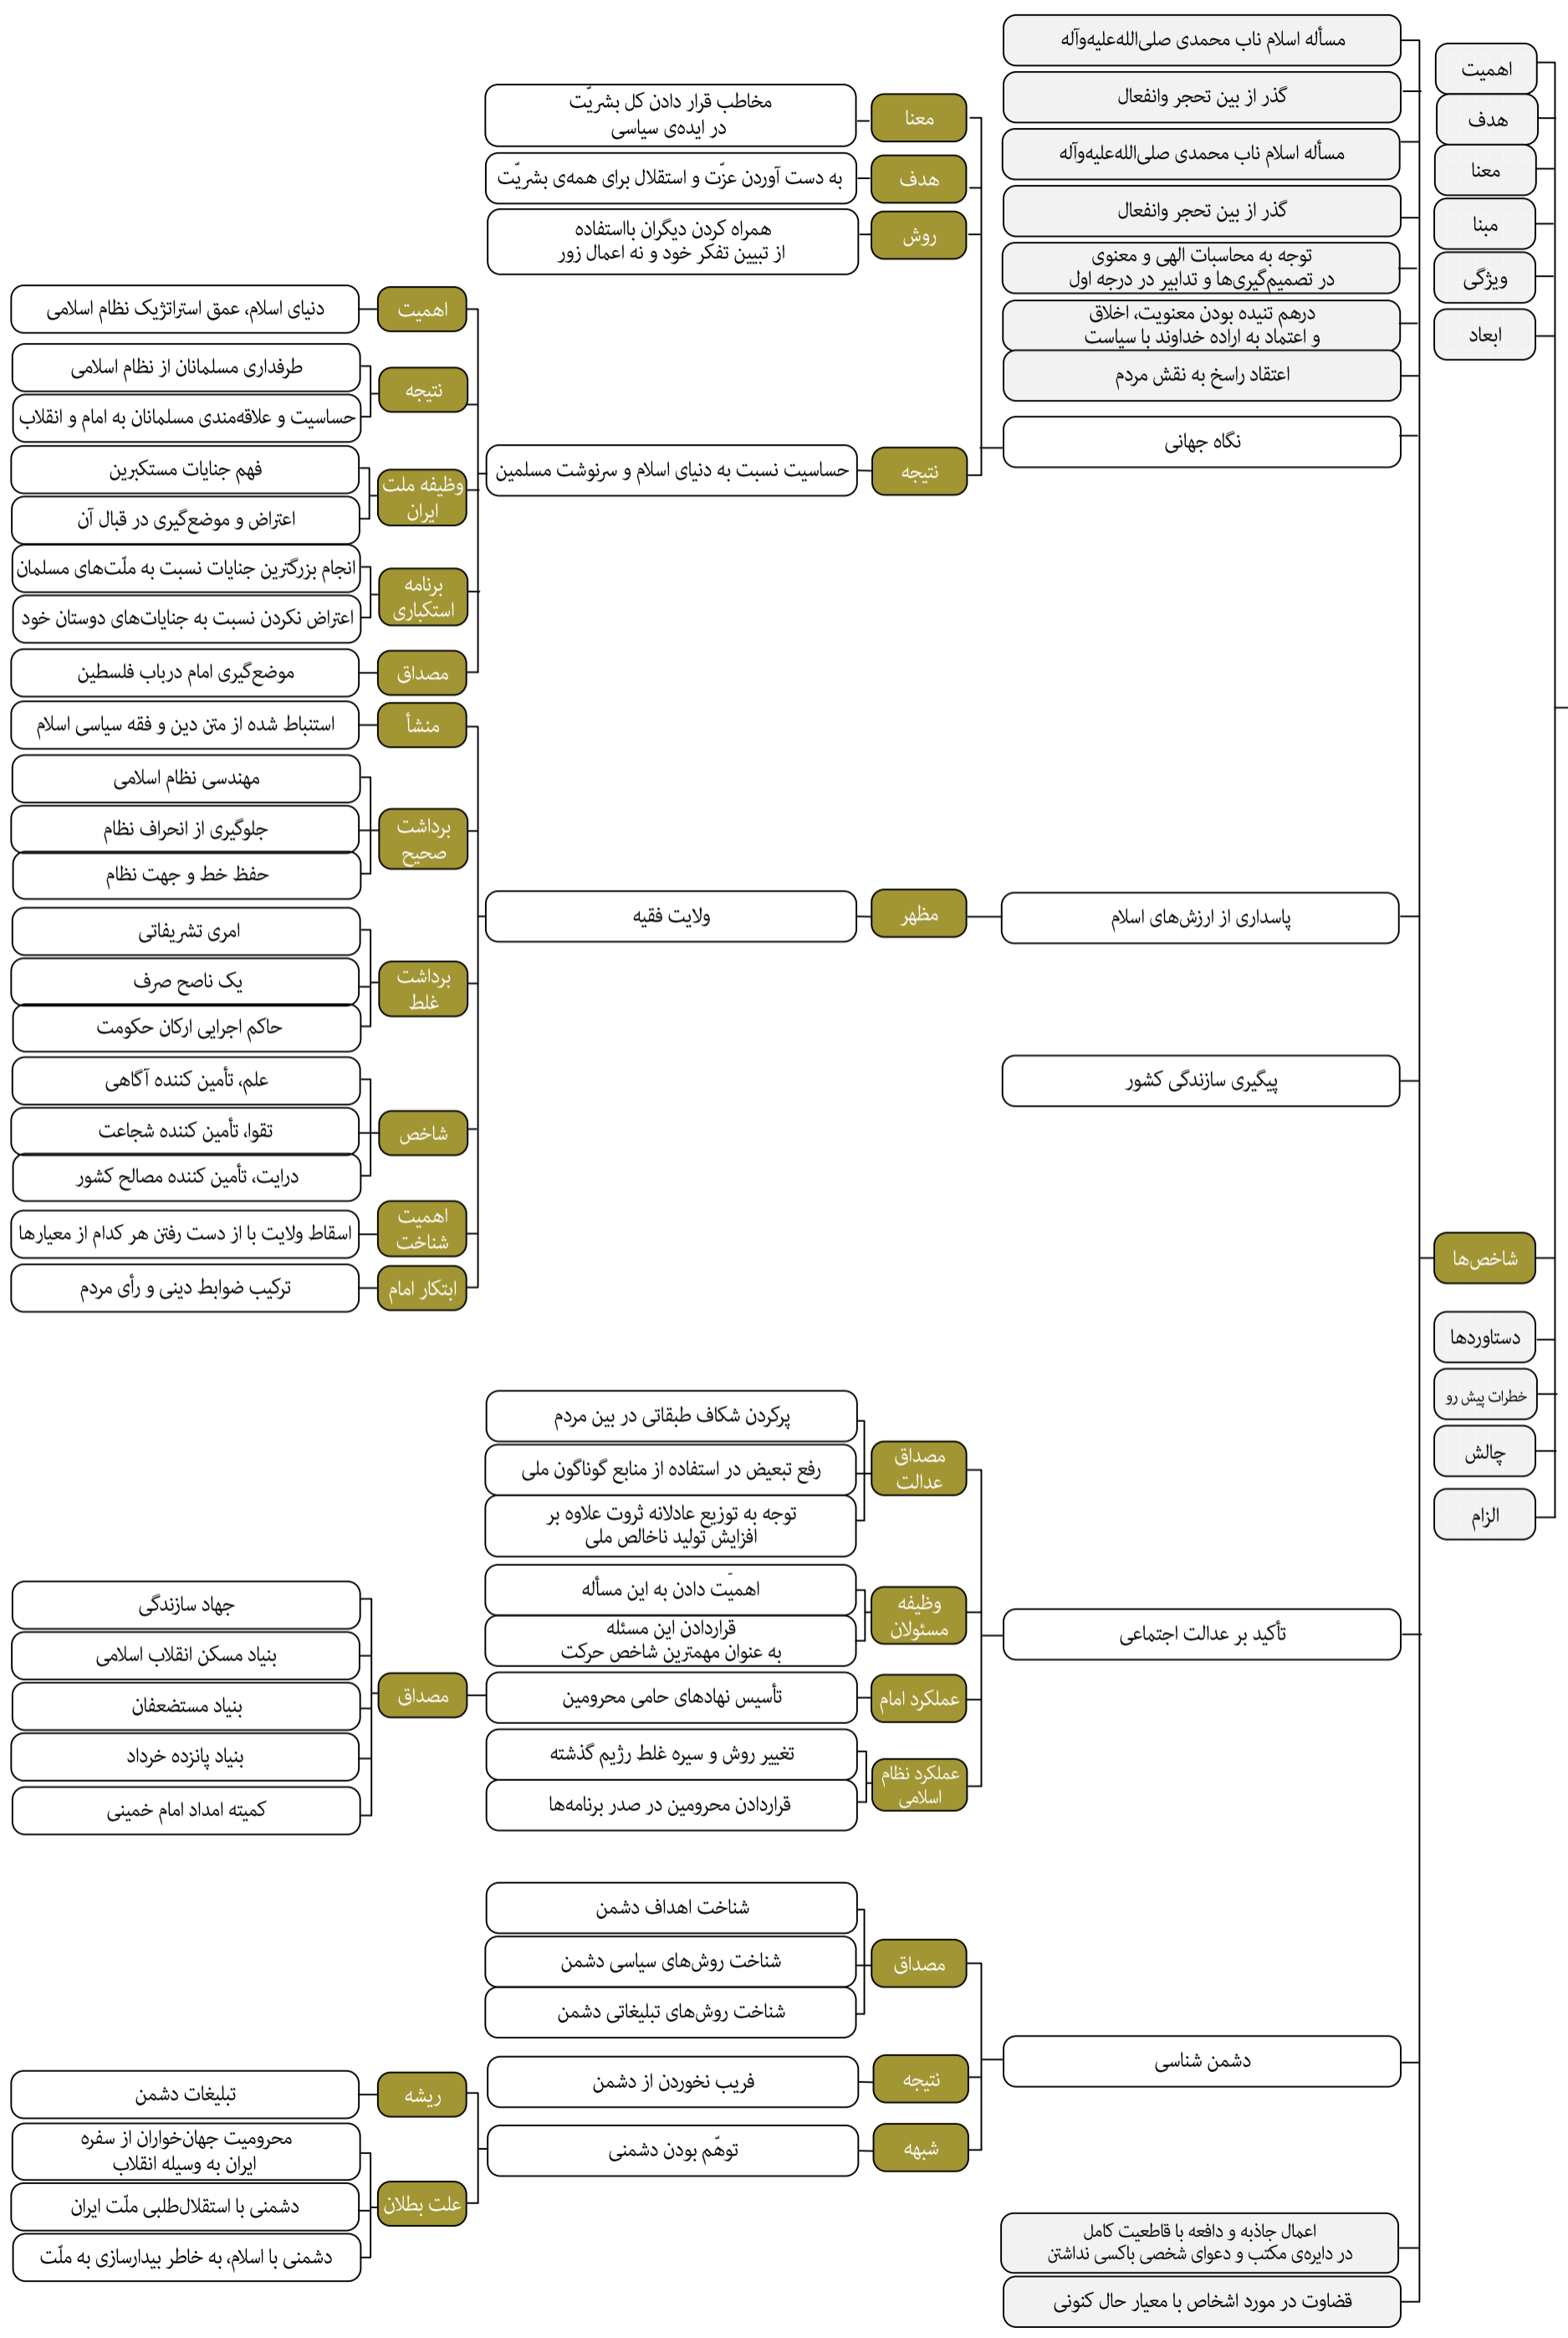 اهمیت
هدف
معنا
مبنا
ویژگی
ابعاد
شاخص‌ها
دستاوردها
خطرات پیش رو
چالش
الزام
مسأله اسلام ناب محمدی صلی‌الله‌علیه‌وآله
گذر از بین تحجر وانفعال
مسأله اسلام ناب محمدی صلی‌الله‌علیه‌وآله
گذر از بین تحجر وانفعال
توجه به محاسبات الهی و معنوی
در تصمیم‌گیری‌ها و تدابیر در درجه اول
درهم تنیده بودن معنویت، اخلاق
و اعتماد به اراده خداوند با سیاست
اعتقاد راسخ به نقش مردم
نگاه جهانی
معنا
مخاطب قرار دادن کل بشریّت
در ایده‌ی سیاسی
هدف
به دست آوردن عزّت و استقلال برای همه‌ی بشریّت
روش
همراه کردن دیگران بااستفاده
از تبیین تفکر خود و نه اعمال زور
نتیجه
حساسیت نسبت به دنیای اسلام و سرنوشت مسلمین
اهمیت
دنیای اسلام، عمق استراتژیک نظام اسلامی
نتیجه
طرفداری مسلمانان از نظام اسلامی
حساسیت و علاقه‌مندی مسلمانان به امام و انقلاب
وظیفه ملت
ایران
فهم جنایات مستکبرین
اعتراض و موضع‌گیری در قبال آن
برنامه
استکباری
انجام بزرگترین جنایات نسبت به ملّت‌های مسلمان
اعتراض نکردن نسبت به جنایات‌های دوستان خود
مصداق
موضع‌گیری امام درباب فلسطین
پاسداری از ارزش‌های اسلام
مظهر
ولایت فقیه
منشأ
استنباط شده از متن دین و فقه سیاسی اسلام
برداشت
صحیح
مهندسی نظام اسلامی
جلوگیری از انحراف نظام
حفظ خط و جهت نظام
برداشت
غلط
امری تشریفاتی
یک ناصح صرف
حاکم اجرایی ارکان حکومت
شاخص
علم، تأمین کننده آگاهی
تقوا، تأمین کننده شجاعت
درایت، تأمین کننده مصالح کشور
اهمیت
شناخت
اسقاط ولایت با از دست رفتن هر کدام از معیارها
ابتکار امام
ترکیب ضوابط دینی و رأی مردم
پیگیری سازندگی کشور
تأکید بر عدالت اجتماعی
مصداق
عدالت
پرکردن شکاف طبقاتی در بین مردم
رفع تبعیض در استفاده از منابع گوناگون ملی
توجه به توزیع عادلانه ثروت علاوه بر
افزایش تولید ناخالص ملی
وظیفه
مسئولان
اهمیّت دادن به این مسأله
قراردادن این مسئله
به عنوان مهمترین شاخص حرکت
عملکرد امام
تأسیس نهادهای حامی محرومین
مصداق
جهاد سازندگی
بنیاد مسکن انقلاب اسلامی
بنیاد مستضعفان
بنیاد پانزده خرداد
کمیته امداد امام خمینی
عملکرد نظام
اسلامی
تغییر روش و سیره غلط رژیم گذشته
قراردادن محرومین در صدر برنامه‌ها
دشمن شناسی
مصداق
شناخت اهداف دشمن
شناخت روش‌های سیاسی دشمن
شناخت روش‌های تبلیغاتی دشمن
نتیجه
فریب نخوردن از دشمن
شبهه
توهّم بودن دشمنی
ریشه
تبلیغات دشمن
علت بطلان
محرومیت جهان‌خواران از سفره
ایران به وسیله انقلاب
دشمنی با استقلال‌طلبی ملّت ایران
دشمنی با اسلام، به خاطر بیدارسازی به ملّت
اعمال جاذبه و دافعه با قاطعیت کامل
در دایره‌ی مکتب و دعوای شخصی باکسی نداشتن
قضاوت در مورد اشخاص با معیار حال کنونی